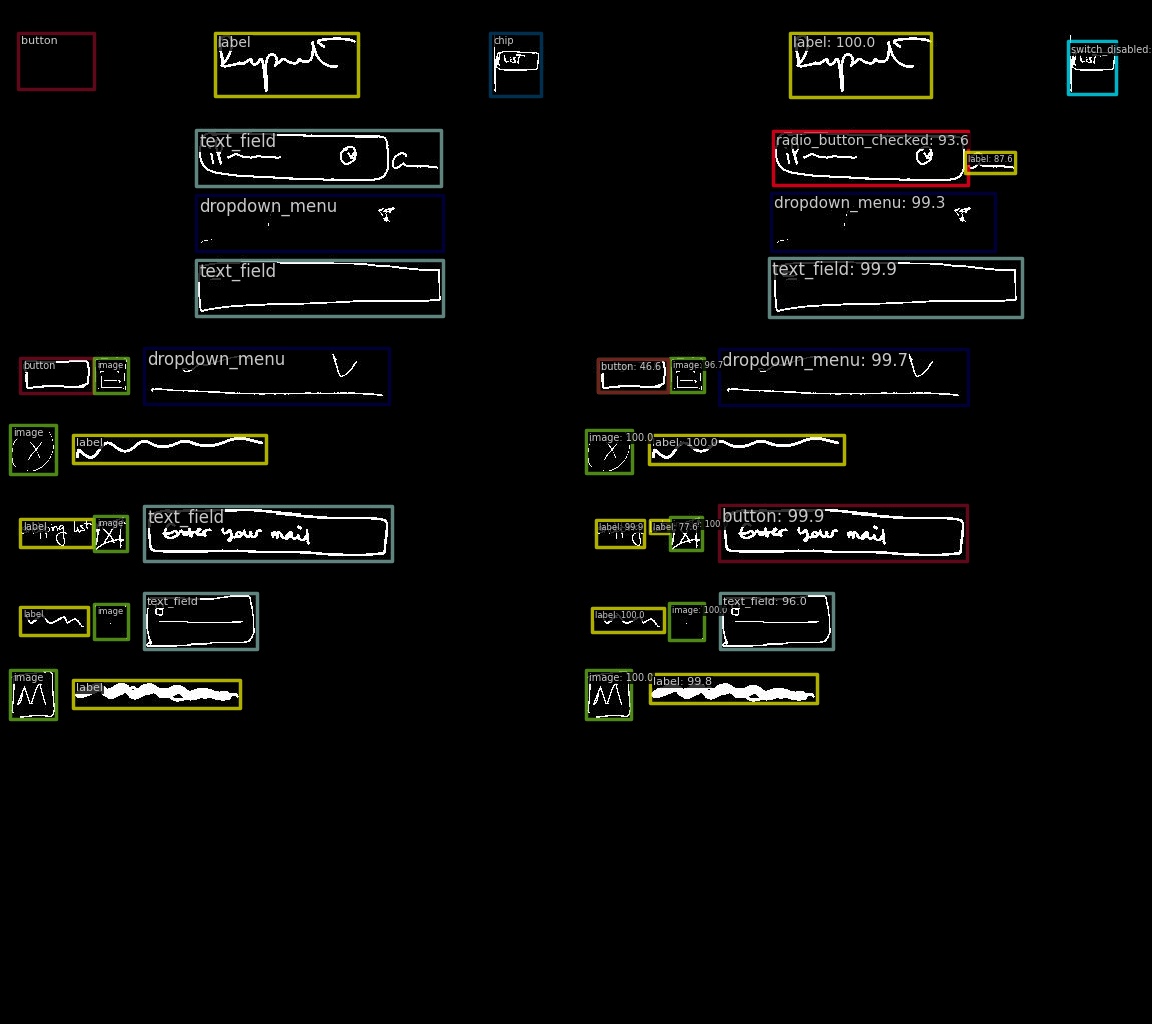 button label chip label: 100.0 switch_disabled:
LIST LIST
text_field radio_button_checked: 93.6 label: 87.6
dropdown_menu dropdown_menu: 99.3
text_field text_field: 99.9
button image dropdown_menu button: 46.6 image: 96.7 dropdown_menu: 99.7
image label image: 100.0 label: 100.0
X X
label image text_field label: 99.9 label: 77.6 : 100 button: 99.9
list Enter your mail Enter your mail
label image text_field label: 100.0 image: 100.0 text_field: 96.0
image label image: 100.0 label: 99.8
M M